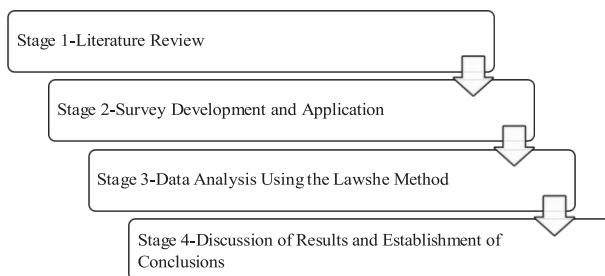 Stage 1-Literature Review
Stage 2-Survey Development and Application
Stage 3-Data Analysis Using the Lawshe Method
Stage 4-Discussion of Results and Establishment of
Conclusions